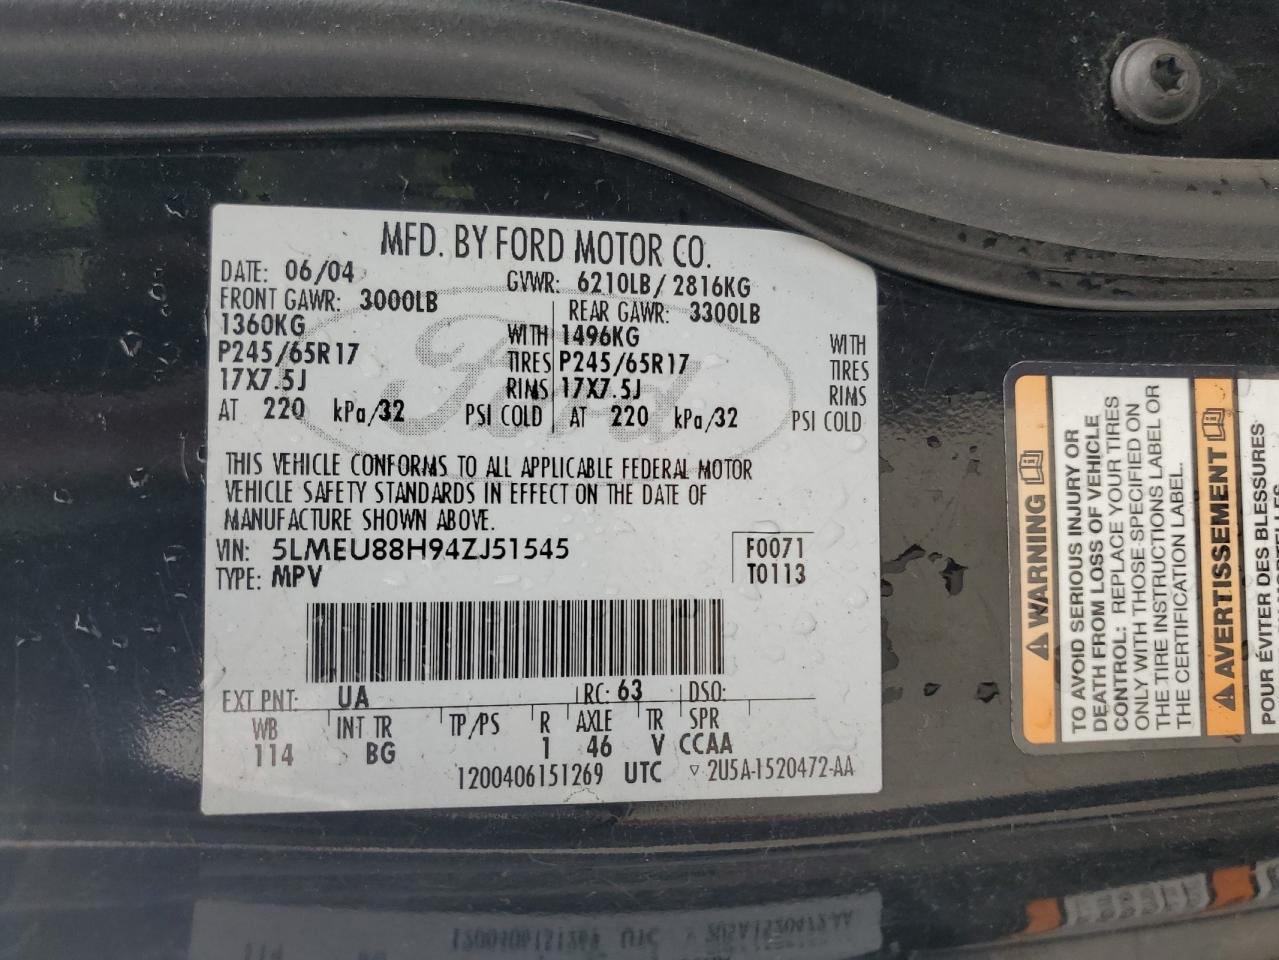 MFD. BY FORD MOTOR CO.
DATE: 06/04 GVWR: 6210LB/ 2816KG
FRONT GAWR: 3000LB REAR GAWR: 3300LB
1360KG WITH 1496KG WITH
P245/65R17 TIRES P245/65R17 TIRES
17X7.5J RIMS 17X7.5J RIMS
AT 220 kPa/32 PSI COLD AT 220 kPa/32 PSI COLD
Ford
THIS VEHICLE CONFORMS TO ALL APPLICABLE FEDERAL MOTOR
VEHICLE SAFETY STANDARDS IN EFFECT ON THE DATE OF
MANUFACTURE SHOWN ABOVE.
VIN: 5LMEU88H94ZJ51545 F0071
TYPE: MPV T0113
EXT PNT: UA RC: 63 DSO:
WB INT TR TP/PS R AXLE TR SPR
114 BG 1 46 V CCAA
1200406151269 UTC ▽ 2U5A-1520472-AA
WARNING
TO AVOID SERIOUS INJURY OR
DEATH FROM LOSS OF VEHICLE
CONTROL: REPLACE YOUR TIRES
ONLY WITH THOSE SPECIFIED ON
THE TIRE INSTRUCTIONS LABEL OR
THE CERTIFICATION LABEL.
AVERTISSEMENT
POUR ÉVITER DES BLESSURES